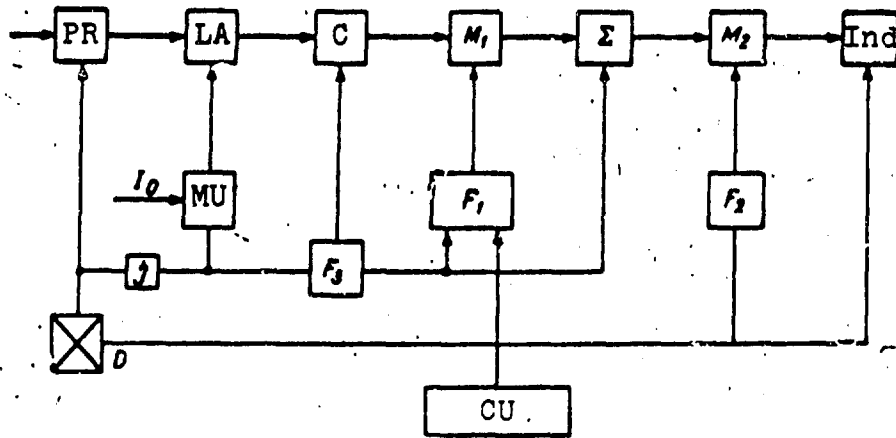 PR LA C M₁ Σ M₂ Ind
I₀ MU F₁ F₂
F₃
D
CU